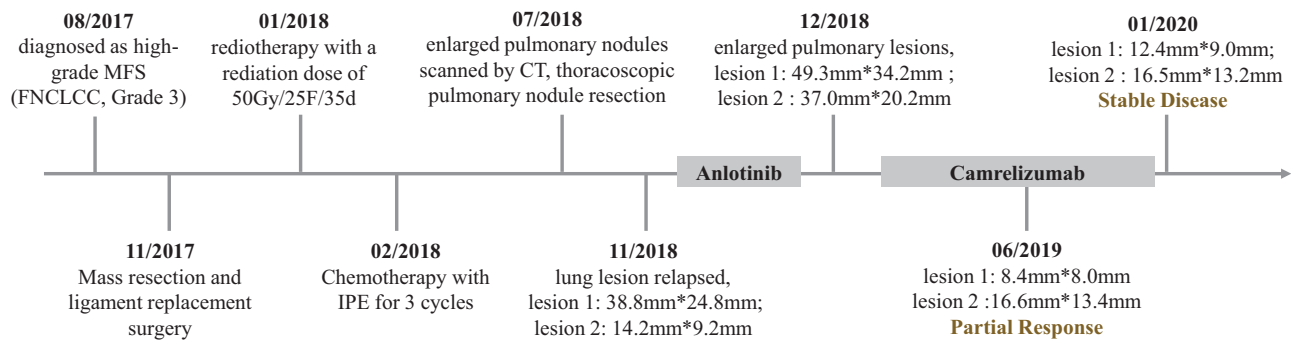 08/2017
diagnosed as high-
grade MFS
(FNCLCC, Grade 3)
01/2018
rediotherapy with a
rediation dose of
50Gy/25F/35d
07/2018
enlarged pulmonary nodules
scanned by CT, thoracoscopic
pulmonary nodule resection
12/2018
enlarged pulmonary lesions,
lesion 1: 49.3mm*34.2mm ;
lesion 2 : 37.0mm*20.2mm
01/2020
lesion 1: 12.4mm*9.0mm;
lesion 2 : 16.5mm*13.2mm
Stable Disease
Anlotinib
Camrelizumab
11/2017
Mass resection and
ligament replacement
surgery
02/2018
Chemotherapy with
IPE for 3 cycles
11/2018
lung lesion relapsed,
lesion 1: 38.8mm*24.8mm;
lesion 2: 14.2mm*9.2mm
06/2019
lesion 1: 8.4mm*8.0mm
lesion 2 :16.6mm*13.4mm
Partial Response